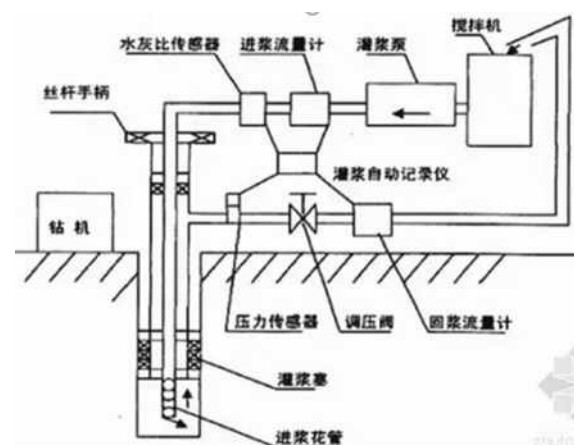 搅拌机
水灰比传感器
进浆流量计
灌浆泵
丝杆手柄
灌浆自动记录仪
钻机
压力传感器
调压阀
回浆流量计
灌浆塞
进浆花管